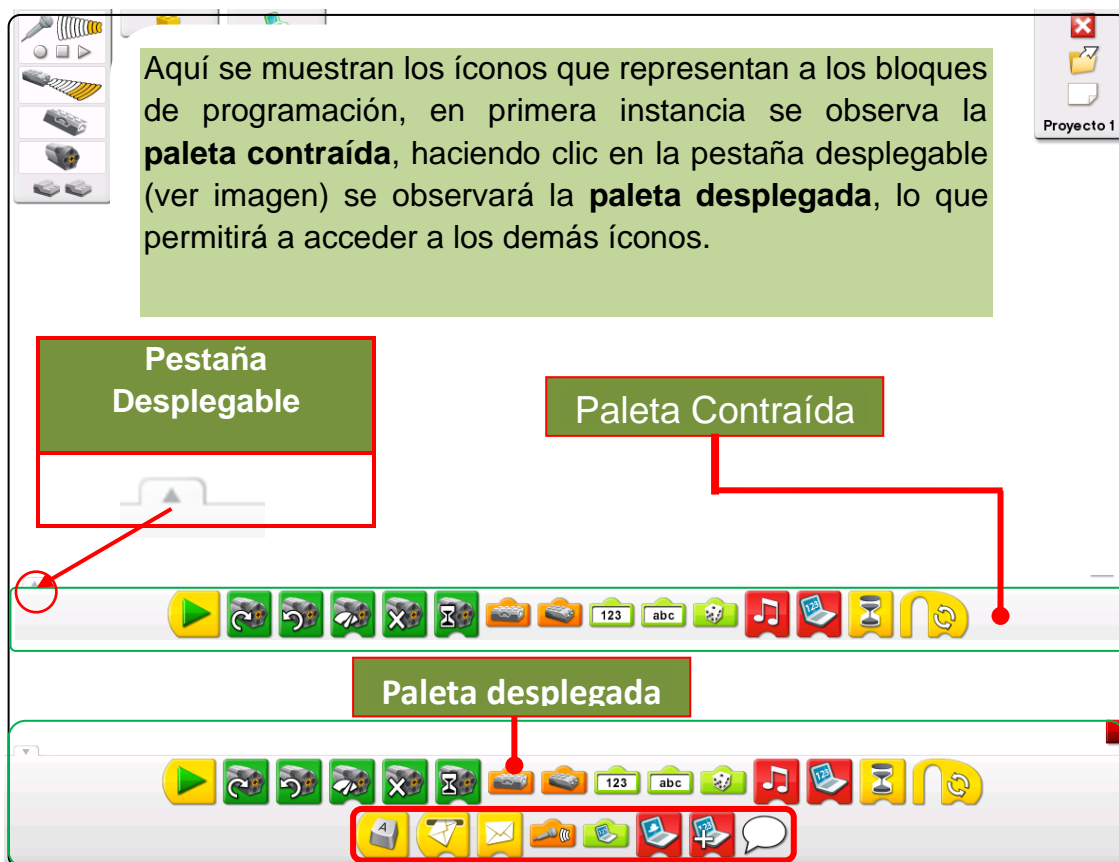 Aquí se muestran los íconos que representan a los bloques
de programación, en primera instancia se observa la
paleta contraída, haciendo clic en la pestaña desplegable
(ver imagen) se observará la paleta desplegada, lo que
permitirá a acceder a los demás íconos.
Proyecto 1
Pestaña
Desplegable
Paleta Contraída
123
abc
123
Paleta desplegada
123
abc
123
A